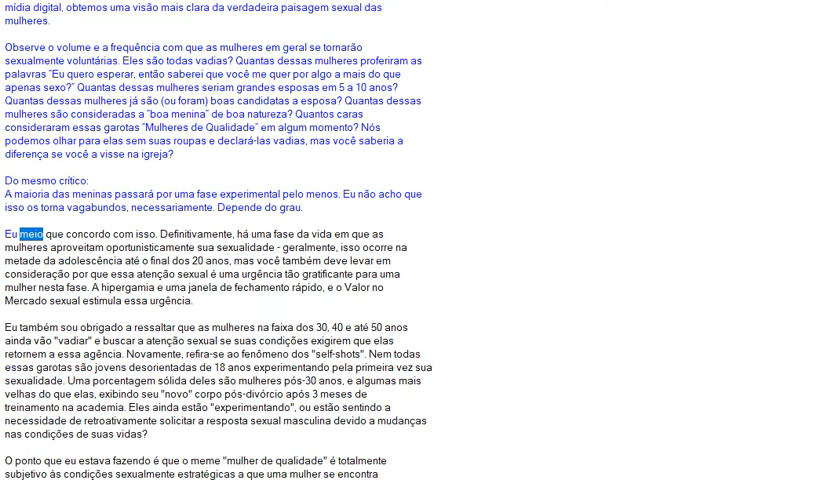 mídia digital, obtemos uma visão mais clara da verdadeira paisagem sexual das
mulheres.
Observe o volume e a frequência com que as mulheres em geral se tornarão
sexualmente voluntárias. Eles são todas vadias? Quantas dessas mulheres proferiram as
palavras "Eu quero esperar, então saberei que você me quer por algo a mais do que
apenas sexo?" Quantas dessas mulheres seriam grandes esposas em 5 a 10 anos?
Quantas dessas mulheres já são (ou foram) boas candidatas a esposa? Quantas dessas
mulheres são consideradas a "boa menina" de boa natureza? Quantos caras
consideraram essas garotas "Mulheres de Qualidade" em algum momento? Nós
podemos olhar para elas sem suas roupas e declará-las vadias, mas você saberia a
diferença se você a visse na igreja?
Do mesmo crítico:
A maioria das meninas passará por uma fase experimental pelo menos. Eu não acho que
isso os torna vagabundos, necessariamente. Depende do grau.
Eu meio que concordo com isso. Definitivamente, há uma fase da vida em que as
mulheres aproveitam oportunisticamente sua sexualidade - geralmente, isso ocorre na
metade da adolescência até o final dos 20 anos, mas você também deve levar em
consideração por que essa atenção sexual é uma urgência tão gratificante para uma
mulher nesta fase. A hipergamia e uma janela de fechamento rápido, e o Valor no
Mercado sexual estimula essa urgência.
Eu também sou obrigado a ressaltar que as mulheres na faixa dos 30, 40 e até 50 anos
ainda vão "vadiar" e buscar a atenção sexual se suas condições exigirem que elas
retornem a essa agência. Novamente, refira-se ao fenômeno dos "self-shots". Nem todas
essas garotas são jovens desorientadas de 18 anos experimentando pela primeira vez sua
sexualidade. Uma porcentagem sólida deles são mulheres pós-30 anos, e algumas mais
velhas do que elas, exibindo seu "novo" corpo pós-divórcio após 3 meses de
treinamento na academia. Eles ainda estão "experimentando", ou estão sentindo a
necessidade de retroativamente solicitar a resposta sexual masculina devido a mudanças
nas condições de suas vidas?
O ponto que eu estava fazendo é que o meme "mulher de qualidade" é totalmente
subjetivo às condições sexualmente estratégicas a que uma mulher se encontra